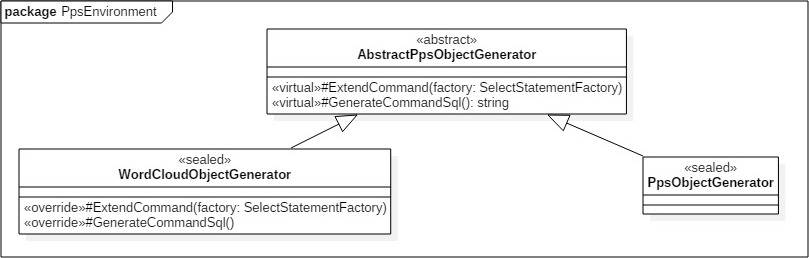 package PpsEnvironment
«abstract»
AbstractPpsObjectGenerator
«virtual»#ExtendCommand(factory: SelectStatementFactory)
«virtual»#GenerateCommandSql(): string
«sealed»
WordCloudObjectGenerator
«override»#ExtendCommand(factory: SelectStatementFactory)
«override»#GenerateCommandSql()
«sealed»
PpsObjectGenerator